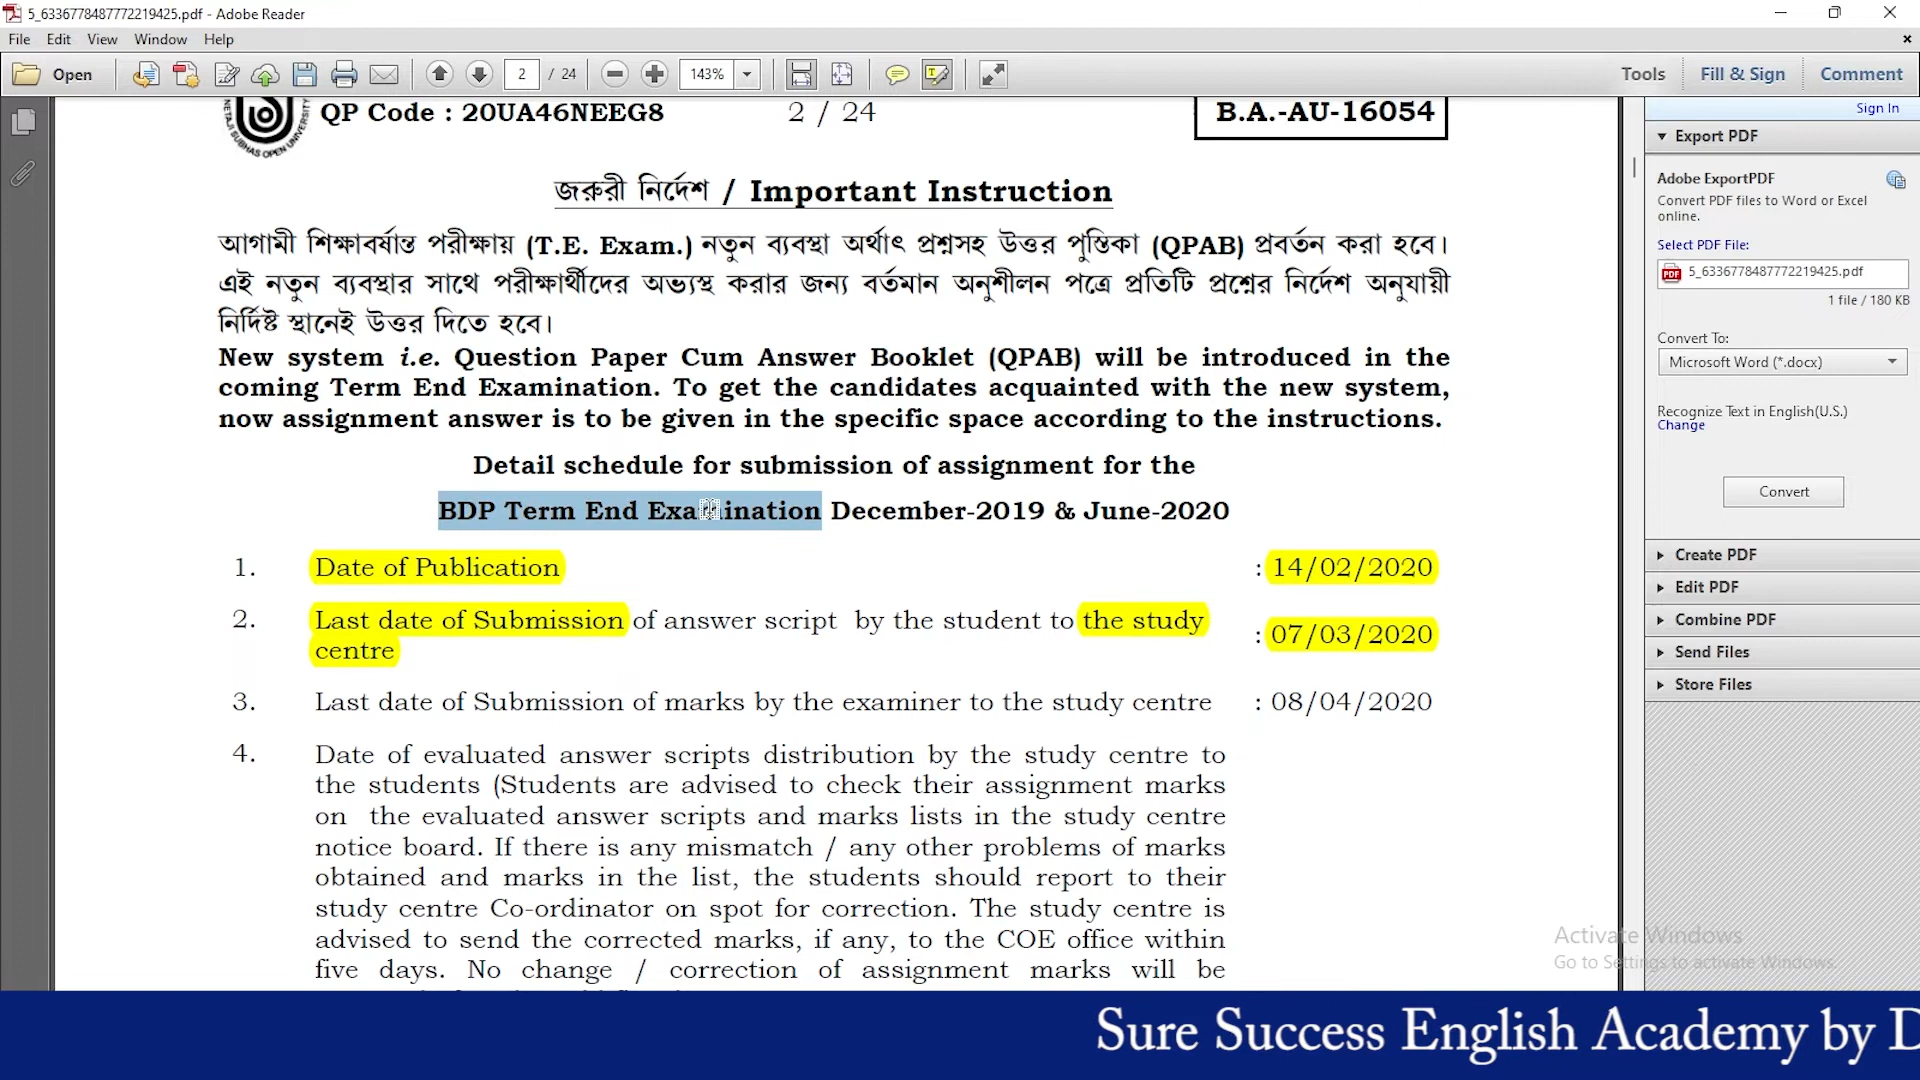 5_6336778487772219425.pdf - Adobe Reader
File Edit View Window Help
Open 2 / 24 143% Tools Fill & Sign Comment
Sign In
NETAJI SUBHAS OPEN UNIVERSITY
QP Code : 20UA46NEEG8 2 / 24 B.A.-AU-16054
জরুরী নির্দেশ / Important Instruction
আগামী শিক্ষাবর্ষান্ত পরীক্ষায় (T.E. Exam.) নতুন ব্যবস্থা অর্থাৎ প্রশ্নসহ উত্তর পুস্তিকা (QPAB) প্রবর্তন করা হবে।
এই নতুন ব্যবস্থার সাথে পরীক্ষার্থীদের অভ্যস্থ করার জন্য বর্তমান অনুশীলন পত্রে প্রতিটি প্রশ্নের নির্দেশ অনুযায়ী
নির্দিষ্ট স্থানেই উত্তর দিতে হবে।
New system i.e. Question Paper Cum Answer Booklet (QPAB) will be introduced in the
coming Term End Examination. To get the candidates acquainted with the new system,
now assignment answer is to be given in the specific space according to the instructions.
Detail schedule for submission of assignment for the
BDP Term End Examination December-2019 & June-2020
1. Date of Publication : 14/02/2020
2. Last date of Submission of answer script by the student to the study
centre : 07/03/2020
3. Last date of Submission of marks by the examiner to the study centre : 08/04/2020
4. Date of evaluated answer scripts distribution by the study centre to
the students (Students are advised to check their assignment marks
on the evaluated answer scripts and marks lists in the study centre
notice board. If there is any mismatch / any other problems of marks
obtained and marks in the list, the students should report to their
study centre Co-ordinator on spot for correction. The study centre is
advised to send the corrected marks, if any, to the COE office within
five days. No change / correction of assignment marks will be
Export PDF
Adobe ExportPDF
Convert PDF files to Word or Excel
online.
Select PDF File:
5_6336778487772219425.pdf
1 file / 180 KB
Convert To:
Microsoft Word (*.docx)
Recognize Text in English(U.S.)
Change
Convert
Create PDF
Edit PDF
Combine PDF
Send Files
Store Files
Activate Windows
Go to Settings to activate Windows.
Sure Success English Academy by D